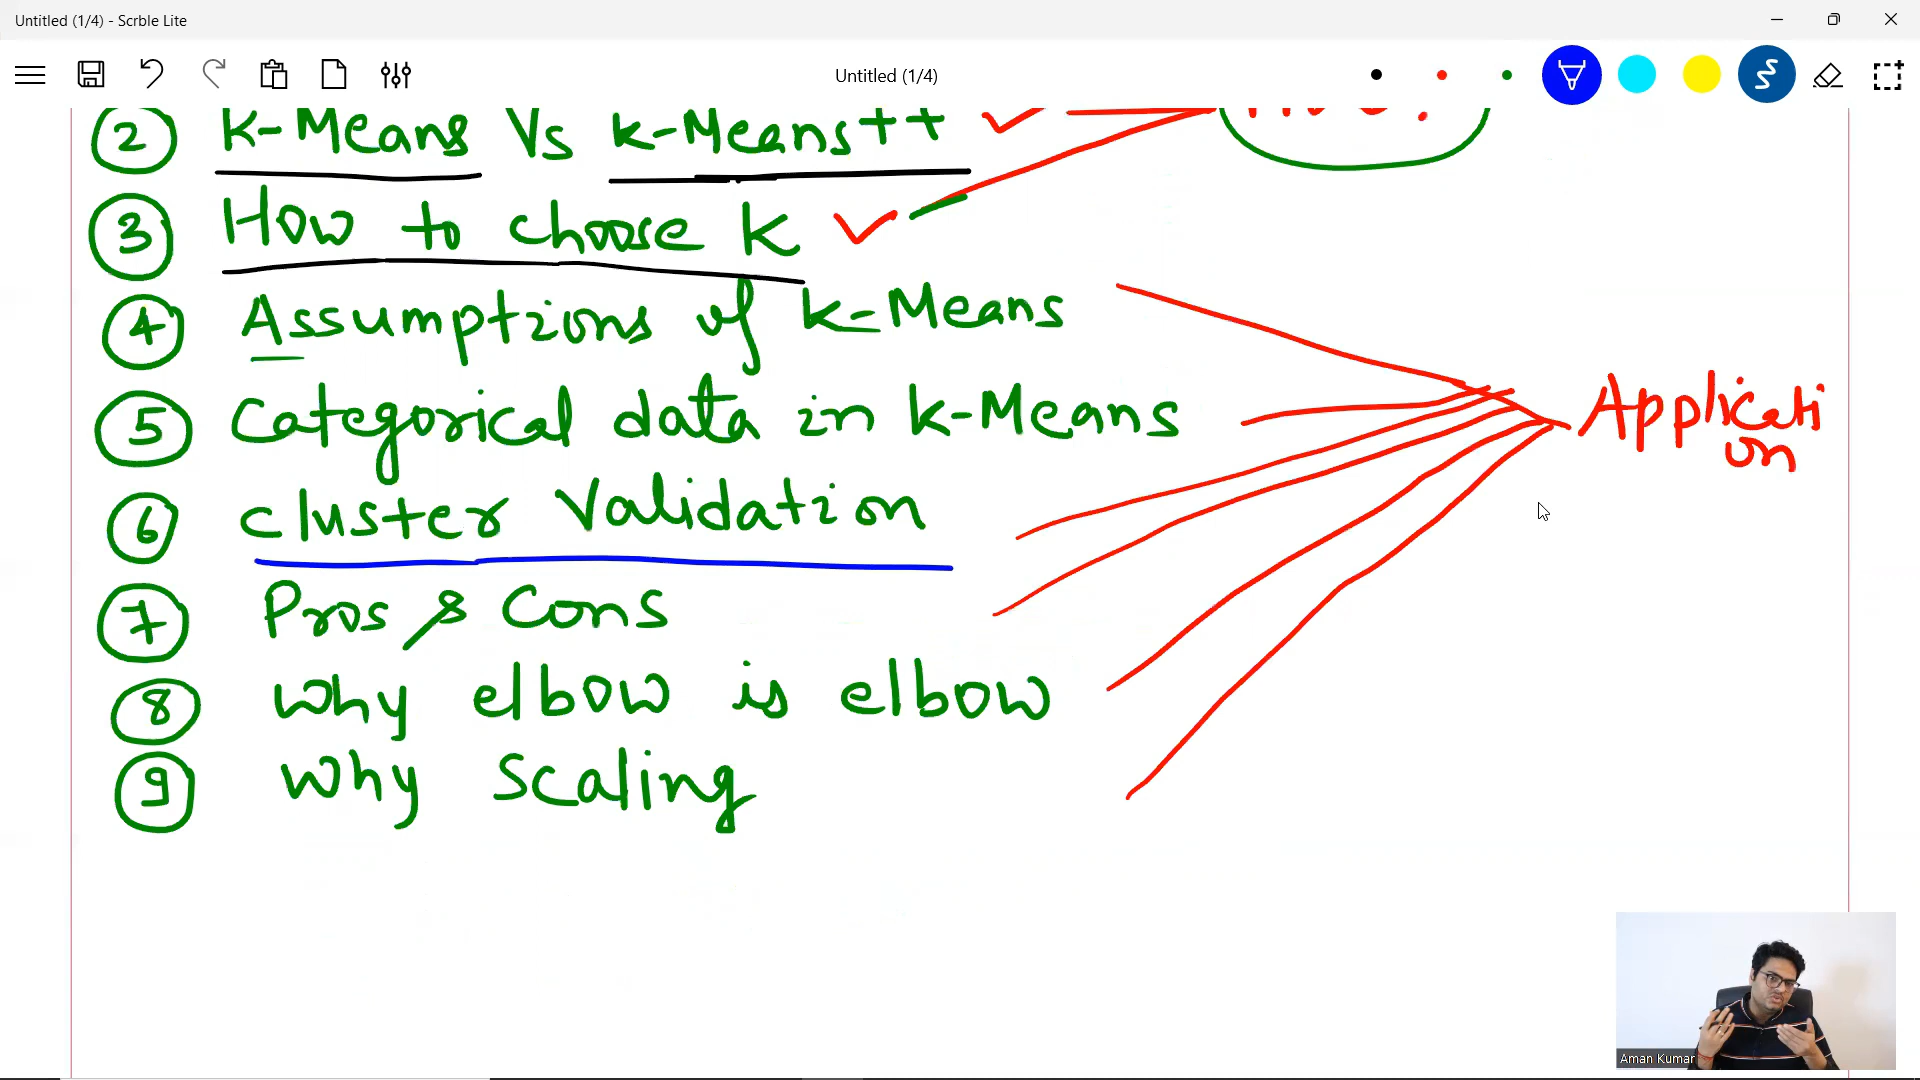 Untitled (1/4) - Scrble Lite
Untitled (1/4)
2 K-Means Vs K-Means++
3 How to choose K
4 Assumptions of K-Means
5 Categorical data in K-Means
Applicati
on
6 cluster Validation
7 Pros & Cons
8 why elbow is elbow
9 why scaling
Aman Kumar